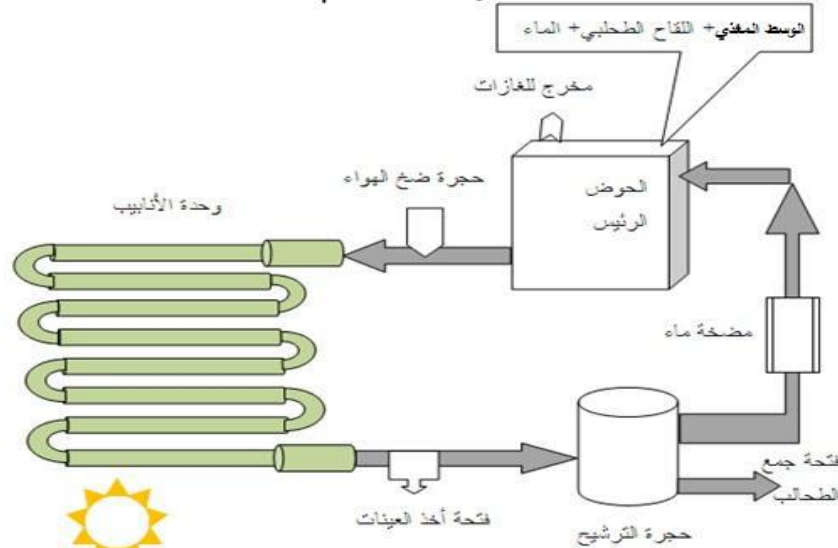 الوسط المغذي+ اللقاح الطحلبي+ الماء
مخرج للغازات
حجرة ضخ الهواء
الحوض
الرئيس
وحدة الأنابيب
مضخة ماء
فتحة جمع
الطحالب
فتحة أخذ العينات
حجرة الترشيح